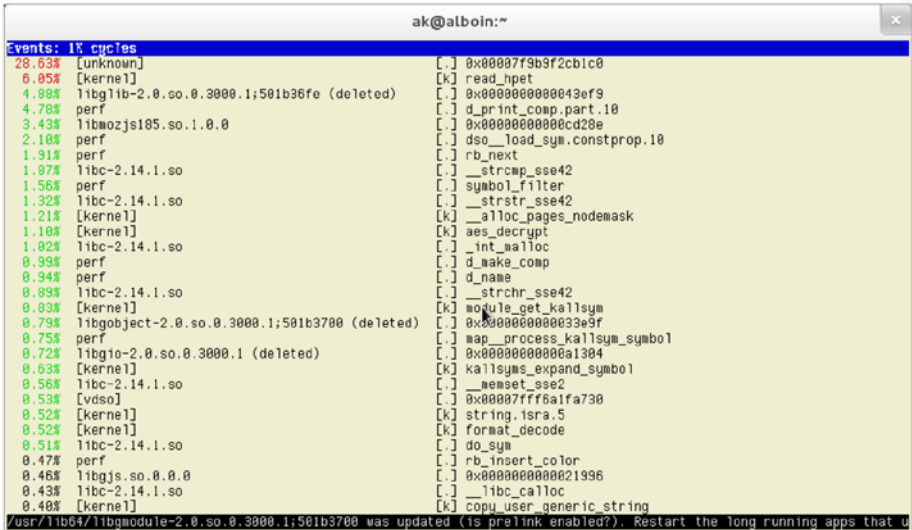 ak@alboin:~
Events: 1K cycles
28.63% [unknown] [.] 0x00007f9b9f2cb1c0
6.05% [kernel] [k] read_hpet
4.88% libglib-2.0.so.0.3000.1;501b36fe (deleted) [.] 0x0000000000043ef9
4.78% perf [.] d_print_comp.part.10
3.43% libmozjs185.so.1.0.0 [.] 0x00000000000cd28e
2.10% perf [.] dso__load_sym.constprop.10
1.91% perf [.] rb_next
1.87% libc-2.14.1.so [.] __strcmp_sse42
1.56% perf [.] symbol_filter
1.32% libc-2.14.1.so [.] __strstr_sse42
1.21% [kernel] [k] __alloc_pages_nodemask
1.10% [kernel] [k] aes_decrypt
1.02% libc-2.14.1.so [.] _int_malloc
0.99% perf [.] d_make_comp
0.94% perf [.] d_name
0.89% libc-2.14.1.so [.] __strchr_sse42
0.83% [kernel] [k] module_get_kallsym
0.79% libgobject-2.0.so.0.3000.1;501b3700 (deleted) [.] 0x0000000000033e9f
0.75% perf [.] map__process_kallsym_symbol
0.72% libgio-2.0.so.0.3000.1 (deleted) [.] 0x00000000000a1304
0.63% [kernel] [k] kallsyms_expand_symbol
0.56% libc-2.14.1.so [.] __memset_sse2
0.53% [vdso] [.] 0x00007fff6a1fa730
0.52% [kernel] [k] string.isra.5
0.52% [kernel] [k] format_decode
0.51% libc-2.14.1.so [.] do_sym
0.47% perf [.] rb_insert_color
0.46% libgjs.so.0.0.0 [.] 0x0000000000021996
0.43% libc-2.14.1.so [.] __libc_calloc
0.40% [kernel] [k] copy_user_generic_string
/usr/lib64/libgmodule-2.0.so.0.3000.1;501b3700 was updated (is prelink enabled?). Restart the long running apps that u